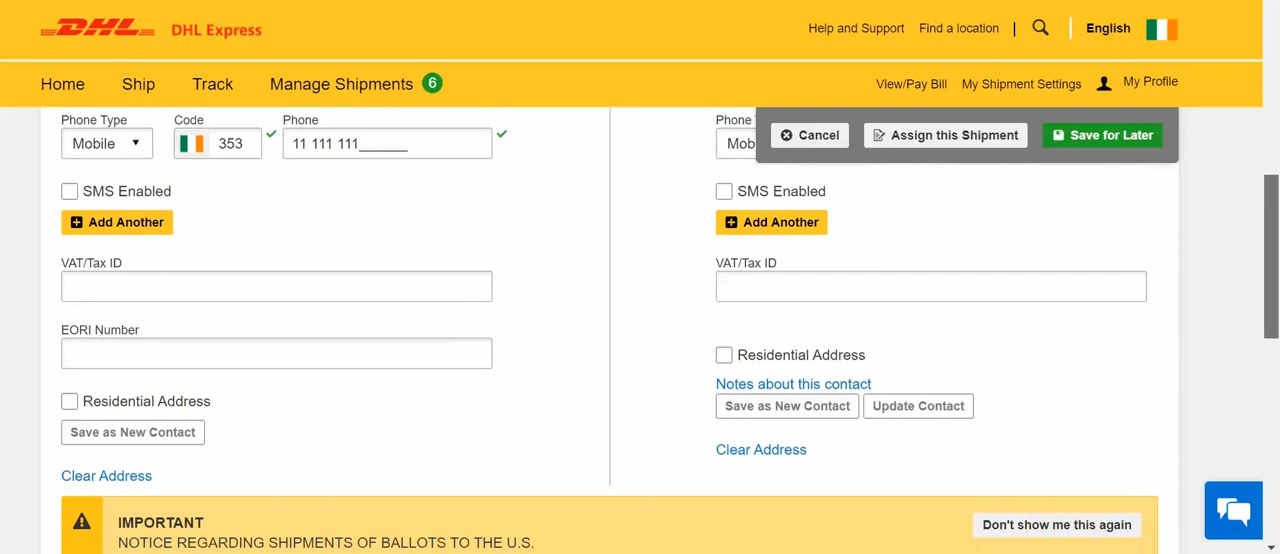 DHL DHL Express
Help and Support Find a location | English
Home Ship Track Manage Shipments 6
View/Pay Bill My Shipment Settings My Profile
Cancel Assign this Shipment Save for Later
Phone Type Code Phone
Mobile 353 11 111 111______
SMS Enabled
Add Another
VAT/Tax ID
EORI Number
Residential Address
Save as New Contact
Clear Address
Phone
Mob
SMS Enabled
Add Another
VAT/Tax ID
Residential Address
Notes about this contact
Save as New Contact Update Contact
Clear Address
IMPORTANT
NOTICE REGARDING SHIPMENTS OF BALLOTS TO THE U.S.
Don't show me this again